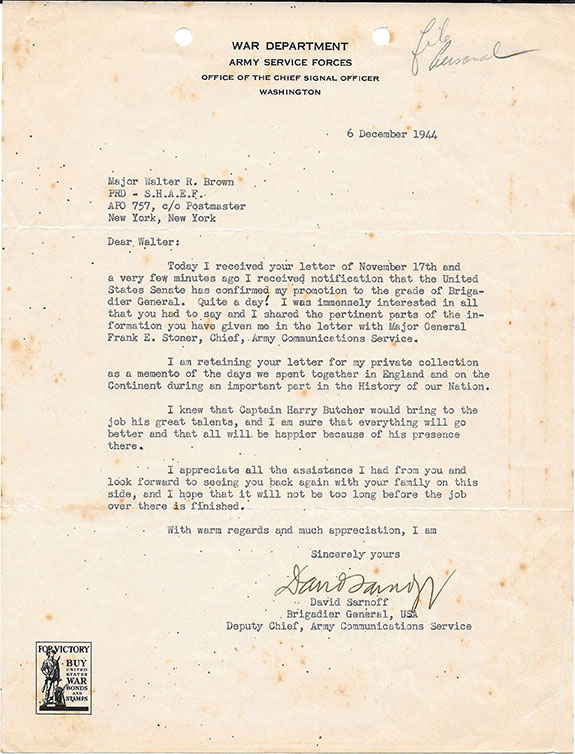 WAR DEPARTMENT
ARMY SERVICE FORCES
OFFICE OF THE CHIEF SIGNAL OFFICER
WASHINGTON
file
Personal
6 December 1944
Major Walter R. Brown
PRD - S.H.A.E.F.
APO 757, c/o Postmaster
New York, New York
Dear Walter:
Today I received your letter of November 17th and
a very few minutes ago I received notification that the United
States Senate has confirmed my promotion to the grade of Briga-
dier General. Quite a day! I was immensely interested in all
that you had to say and I shared the pertinent parts of the in-
formation you have given me in the letter with Major General
Frank E. Stoner, Chief, Army Communications Service.
I am retaining your letter for my private collection
as a memento of the days we spent together in England and on the
Continent during an important part in the History of our Nation.
I knew that Captain Harry Butcher would bring to the
job his great talents, and I am sure that everything will go
better and that all will be happier because of his presence
there.
I appreciate all the assistance I had from you and
look forward to seeing you back again with your family on this
side, and I hope that it will not be too long before the job
over there is finished.
With warm regards and much appreciation, I am
Sincerely yours
David Sarnoff
David Sarnoff
Brigadier General, USA
Deputy Chief, Army Communications Service
FOR VICTORY
BUY
UNITED
STATES
WAR
BONDS
AND
STAMPS